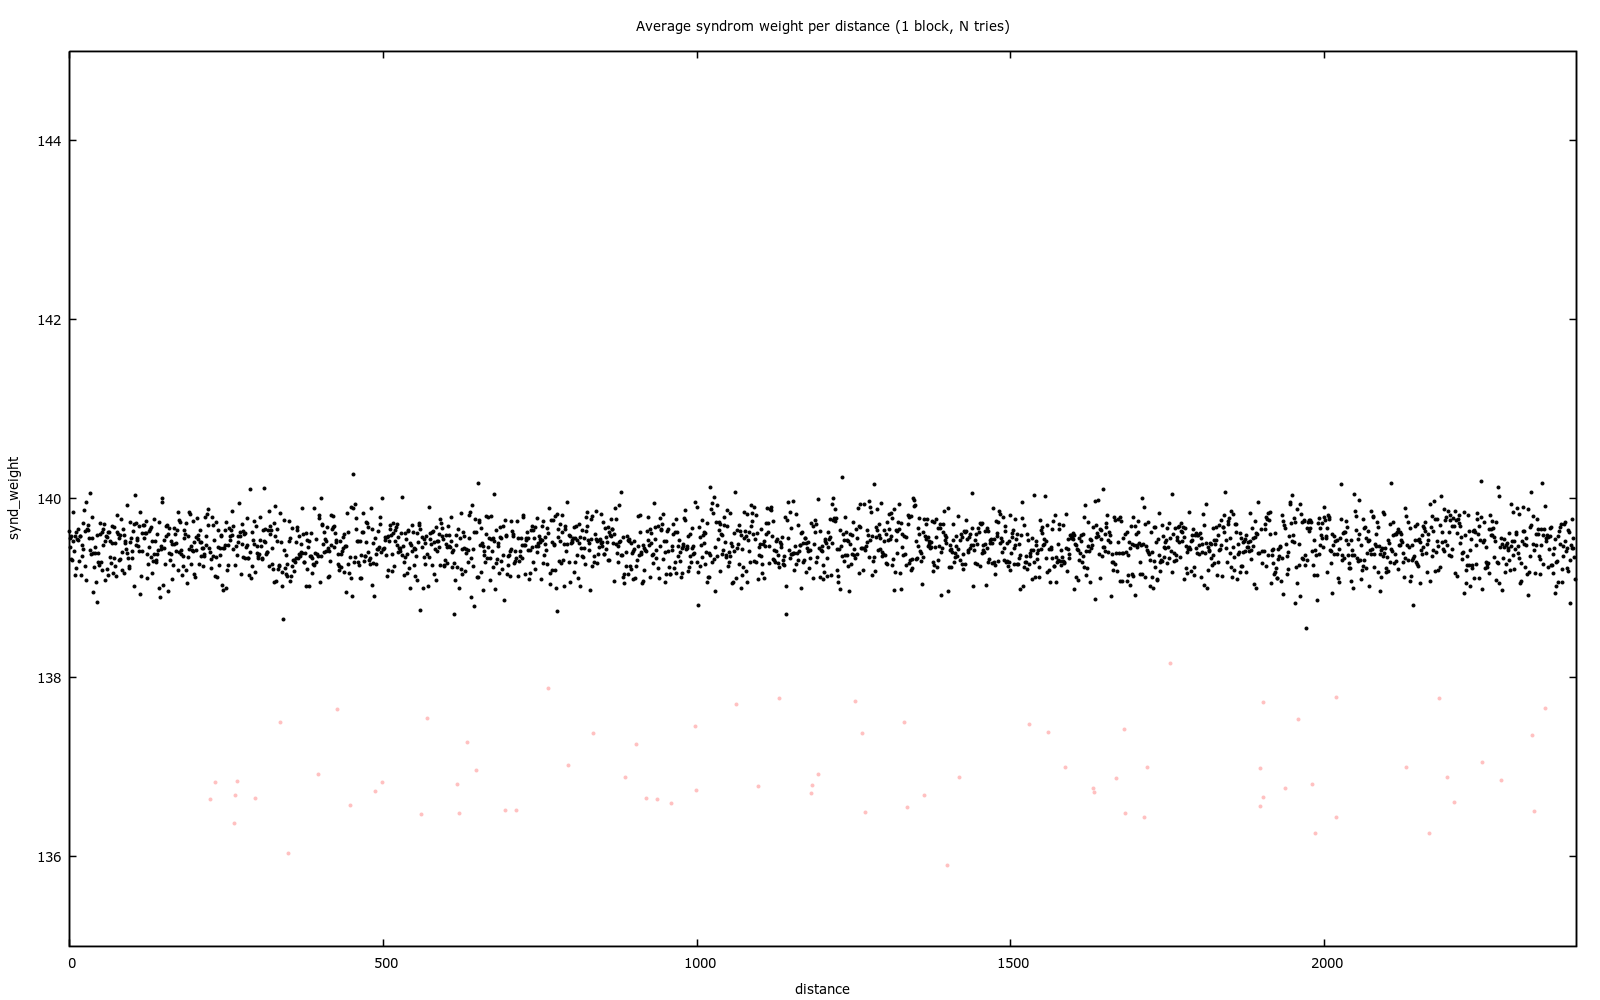 Average syndrom weight per distance (1 block, N tries)
144
142
140
138
136
synd_weight
0 500 1000 1500 2000
distance